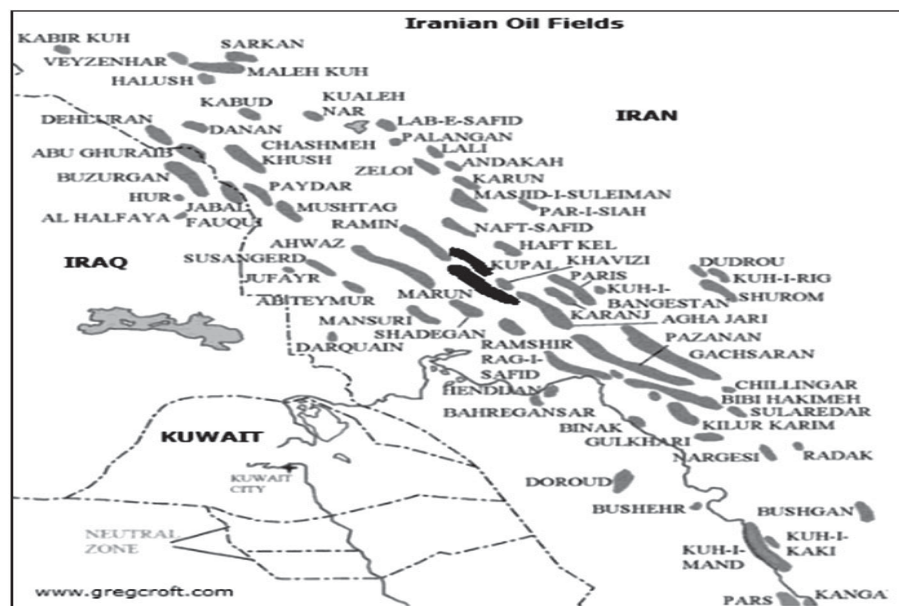 Iranian Oil Fields
KABIR KUH
SARKAN
VEYZENHAR
MALEH KUH
HALUSH
KABUD
KUALEH
NAR
IRAN
DEHLURAN
DANAN
LAB-E-SAFID
PALANGAN
CHASHMEH
KHUSH
LALI
ABU GHURAIB
ZELOI
ANDAKAH
BUZURGAN
KARUN
PAYDAR
MASJID-I-SULEIMAN
HUR
JABAL
FAUQUI
MUSHTAG
PAR-I-SIAH
AL HALFAYA
RAMIN
NAFT-SAFID
AHWAZ
HAFT KEL
IRAQ
SUSANGERD
KUPAL
KHAVIZI
DUDROU
JUFAYR
PARIS
KUH-I-RIG
ABTEYMUR
MARUN
KUH-I-
BANGESTAN
SHUROM
MANSURI
KARANJ
AGHA JARI
SHADEGAN
DARQUAIN
RAMSHIR
PAZANAN
RAG-I-
SAFID
GACHSARAN
HENDIJAN
CHILLINGAR
BIBI HAKIMEH
BAHREGANSAR
SULAREDAR
BINAK
KILUR KARIM
KUWAIT
GULKHARI
NARGESI
RADAK
KUWAIT
CITY
DOROUD
BUSHEHR
BUSHGAN
NEUTRAL
ZONE
KUH-I-
MAND
KUH-I-
KAKI
www.gregcroft.com
PARS
KANGA